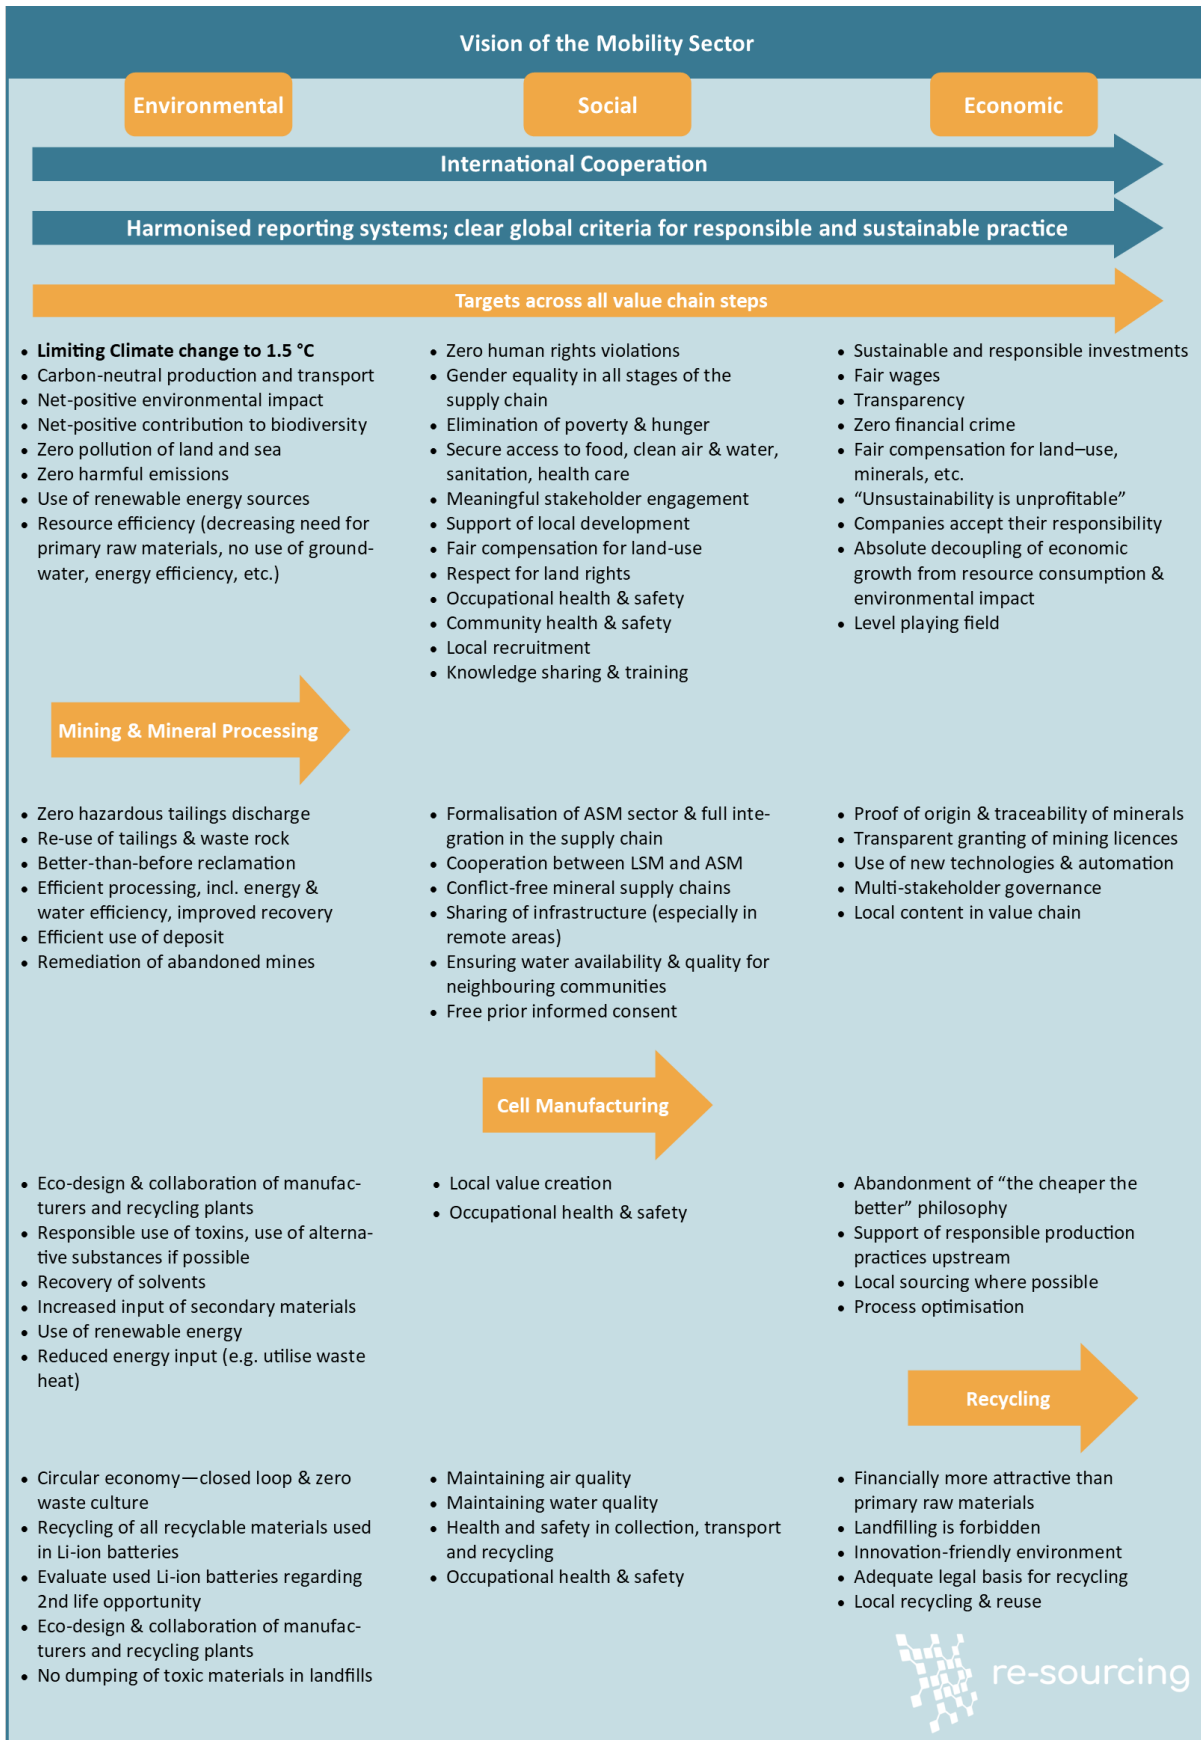 Vision of the Mobility Sector
Environmental
Social
Economic
International Cooperation
Harmonised reporting systems; clear global criteria for responsible and sustainable practice
Targets across all value chain steps
• Limiting Climate change to 1.5 °C
• Carbon-neutral production and transport
• Net-positive environmental impact
• Net-positive contribution to biodiversity
• Zero pollution of land and sea
• Zero harmful emissions
• Use of renewable energy sources
• Resource efficiency (decreasing need for
primary raw materials, no use of ground-
water, energy efficiency, etc.)
• Zero human rights violations
• Gender equality in all stages of the
supply chain
• Elimination of poverty & hunger
• Secure access to food, clean air & water,
sanitation, health care
• Meaningful stakeholder engagement
• Support of local development
• Fair compensation for land-use
• Respect for land rights
• Occupational health & safety
• Community health & safety
• Local recruitment
• Knowledge sharing & training
• Sustainable and responsible investments
• Fair wages
• Transparency
• Zero financial crime
• Fair compensation for land–use,
minerals, etc.
• “Unsustainability is unprofitable”
• Companies accept their responsibility
• Absolute decoupling of economic
growth from resource consumption &
environmental impact
• Level playing field
Mining & Mineral Processing
• Zero hazardous tailings discharge
• Re-use of tailings & waste rock
• Better-than-before reclamation
• Efficient processing, incl. energy &
water efficiency, improved recovery
• Efficient use of deposit
• Remediation of abandoned mines
• Formalisation of ASM sector & full inte-
gration in the supply chain
• Cooperation between LSM and ASM
• Conflict-free mineral supply chains
• Sharing of infrastructure (especially in
remote areas)
• Ensuring water availability & quality for
neighbouring communities
• Free prior informed consent
• Proof of origin & traceability of minerals
• Transparent granting of mining licences
• Use of new technologies & automation
• Multi-stakeholder governance
• Local content in value chain
Cell Manufacturing
• Eco-design & collaboration of manufac-
turers and recycling plants
• Responsible use of toxins, use of alterna-
tive substances if possible
• Recovery of solvents
• Increased input of secondary materials
• Use of renewable energy
• Reduced energy input (e.g. utilise waste
heat)
• Local value creation
• Occupational health & safety
• Abandonment of “the cheaper the
better” philosophy
• Support of responsible production
practices upstream
• Local sourcing where possible
• Process optimisation
Recycling
• Circular economy—closed loop & zero
waste culture
• Recycling of all recyclable materials used
in Li-ion batteries
• Evaluate used Li-ion batteries regarding
2nd life opportunity
• Eco-design & collaboration of manufac-
turers and recycling plants
• No dumping of toxic materials in landfills
• Maintaining air quality
• Maintaining water quality
• Health and safety in collection, transport
and recycling
• Occupational health & safety
• Financially more attractive than
primary raw materials
• Landfilling is forbidden
• Innovation-friendly environment
• Adequate legal basis for recycling
• Local recycling & reuse
re-sourcing